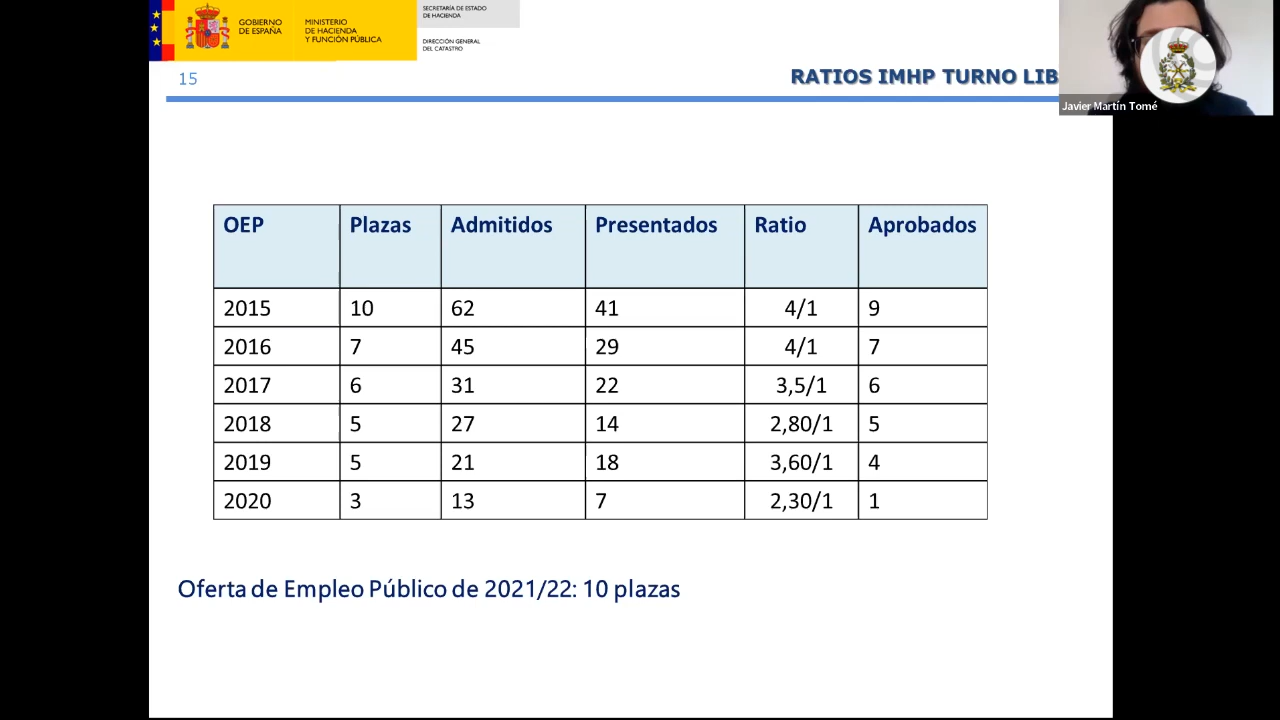 GOBIERNO
DE ESPAÑA
MINISTERIO
DE HACIENDA
Y FUNCIÓN PÚBLICA
SECRETARÍA DE ESTADO
DE HACIENDA
DIRECCIÓN GENERAL
DEL CATASTRO
15
RATIOS IMHP TURNO LIB
Javier Martín Tomé
OEP Plazas Admitidos Presentados Ratio Aprobados
2015 10 62 41 4/1 9
2016 7 45 29 4/1 7
2017 6 31 22 3,5/1 6
2018 5 27 14 2,80/1 5
2019 5 21 18 3,60/1 4
2020 3 13 7 2,30/1 1
Oferta de Empleo Público de 2021/22: 10 plazas